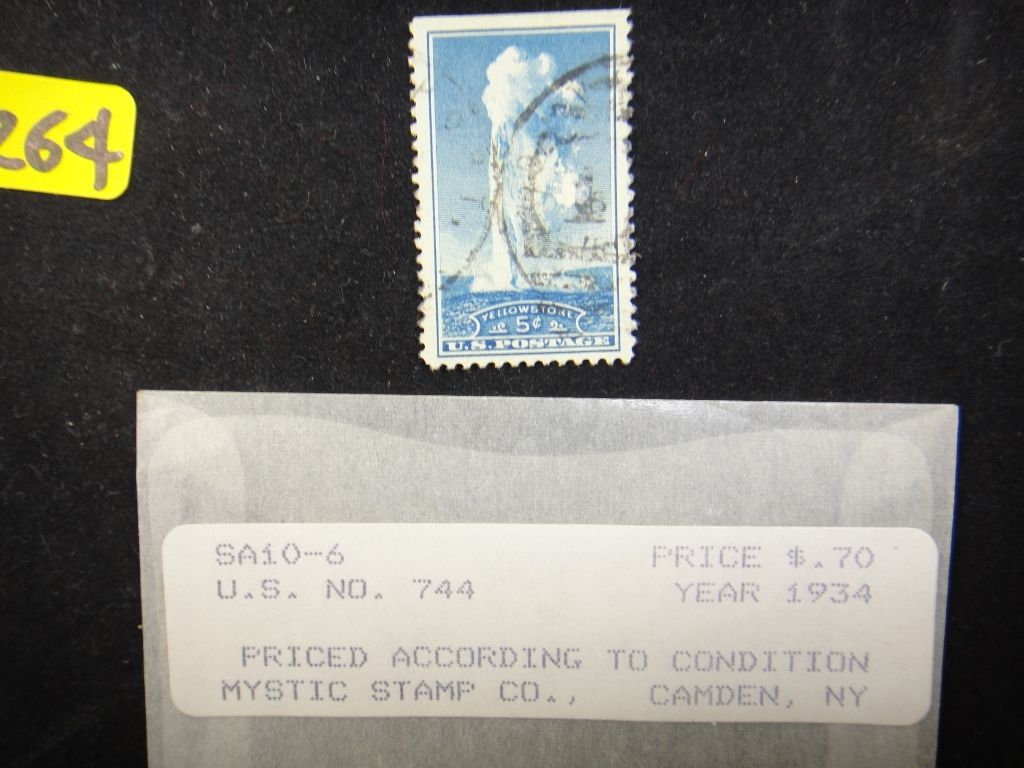 264
YELLOWSTONE
5¢
U.S. POSTAGE
SA10-6 PRICE $.70
U.S. NO. 744 YEAR 1934
PRICED ACCORDING TO CONDITION
MYSTIC STAMP CO., CAMDEN, NY